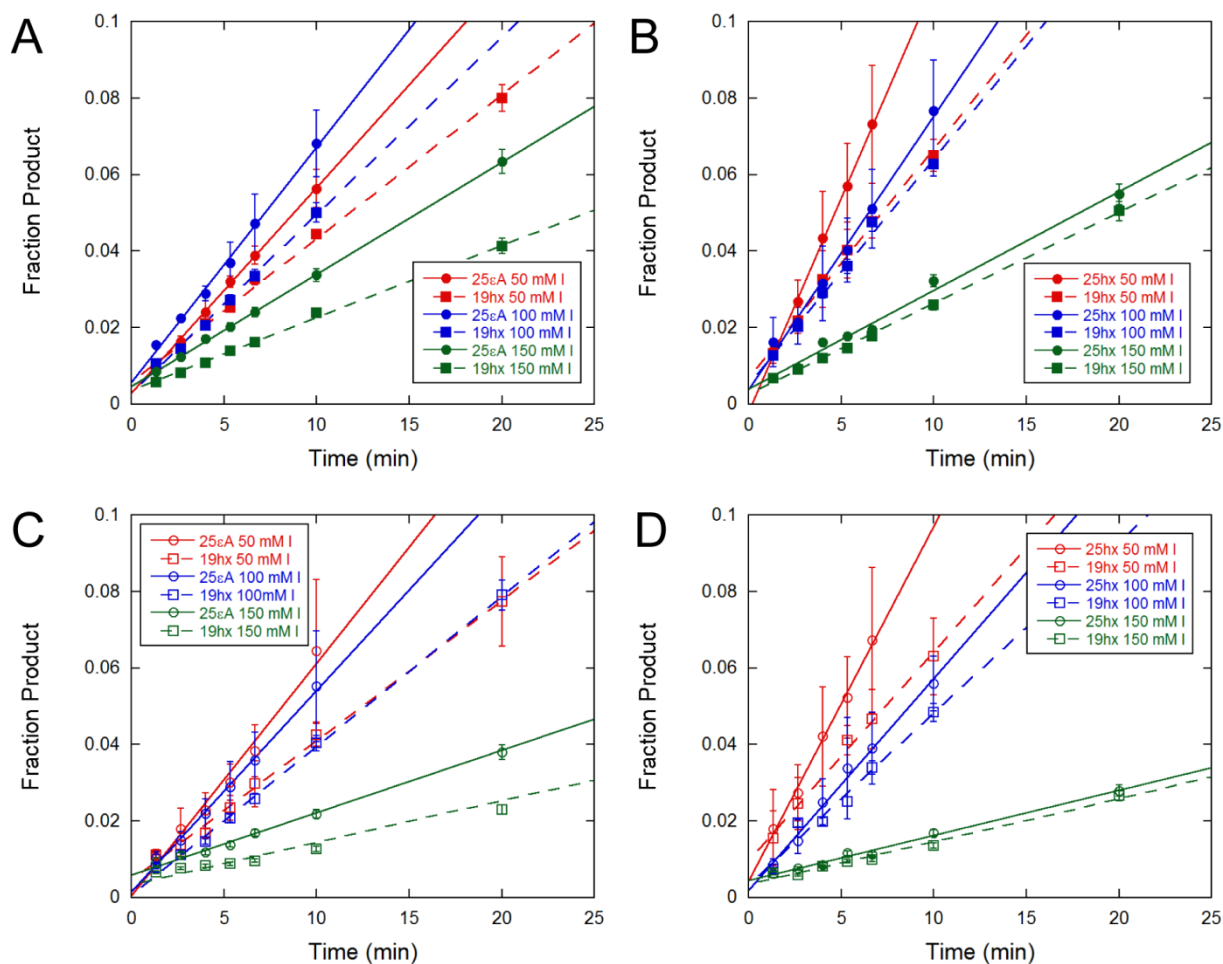 A
B
0.1
0.08
0.06
0.04
0.02
0
Fraction Product
0 5 10 15 20 25
Time (min)
25εA 50 mM I
19hx 50 mM I
25εA 100 mM I
19hx 100 mM I
25εA 150 mM I
19hx 150 mM I
0.1
0.08
0.06
0.04
0.02
0
Fraction Product
0 5 10 15 20 25
Time (min)
25hx 50 mM I
19hx 50 mM I
25hx 100 mM I
19hx 100 mM I
25hx 150 mM I
19hx 150 mM I
C
D
0.1
0.08
0.06
0.04
0.02
0
Fraction Product
0 5 10 15 20 25
Time (min)
25εA 50 mM I
19hx 50 mM I
25εA 100 mM I
19hx 100mM I
25εA 150 mM I
19hx 150 mM I
0.1
0.08
0.06
0.04
0.02
0
Fraction Product
0 5 10 15 20 25
Time (min)
25hx 50 mM I
19hx 50 mM I
25hx 100 mM I
19hx 100 mM I
25hx 150 mM I
19hx 150 mM I